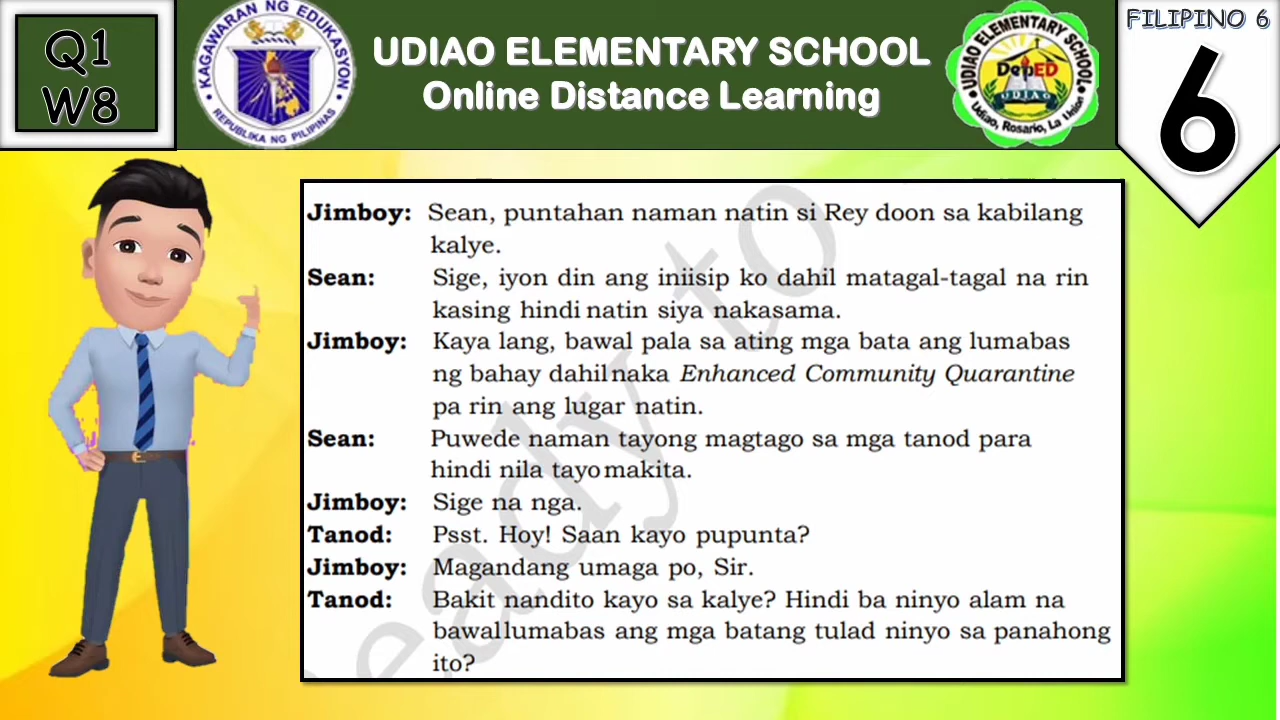 Q1
W8
KAGAWARAN NG EDUKASYON
REPUBLIKA NG PILIPINAS
UDIAO ELEMENTARY SCHOOL
Online Distance Learning
UDIAO ELEMENTARY SCHOOL
DepED
UDIAO
Udiao, Rosario, La Union
FILIPINO 6
6
Jimboy: Sean, puntahan naman natin si Rey doon sa kabilang
kalye.
Sean: Sige, iyon din ang iniisip ko dahil matagal-tagal na rin
kasing hindi natin siya nakasama.
Jimboy: Kaya lang, bawal pala sa ating mga bata ang lumabas
ng bahay dahil naka Enhanced Community Quarantine
pa rin ang lugar natin.
Sean: Puwede naman tayong magtago sa mga tanod para
hindi nila tayo makita.
Jimboy: Sige na nga.
Tanod: Psst. Hoy! Saan kayo pupunta?
Jimboy: Magandang umaga po, Sir.
Tanod: Bakit nandito kayo sa kalye? Hindi ba ninyo alam na
bawal lumabas ang mga batang tulad ninyo sa panahong
ito?